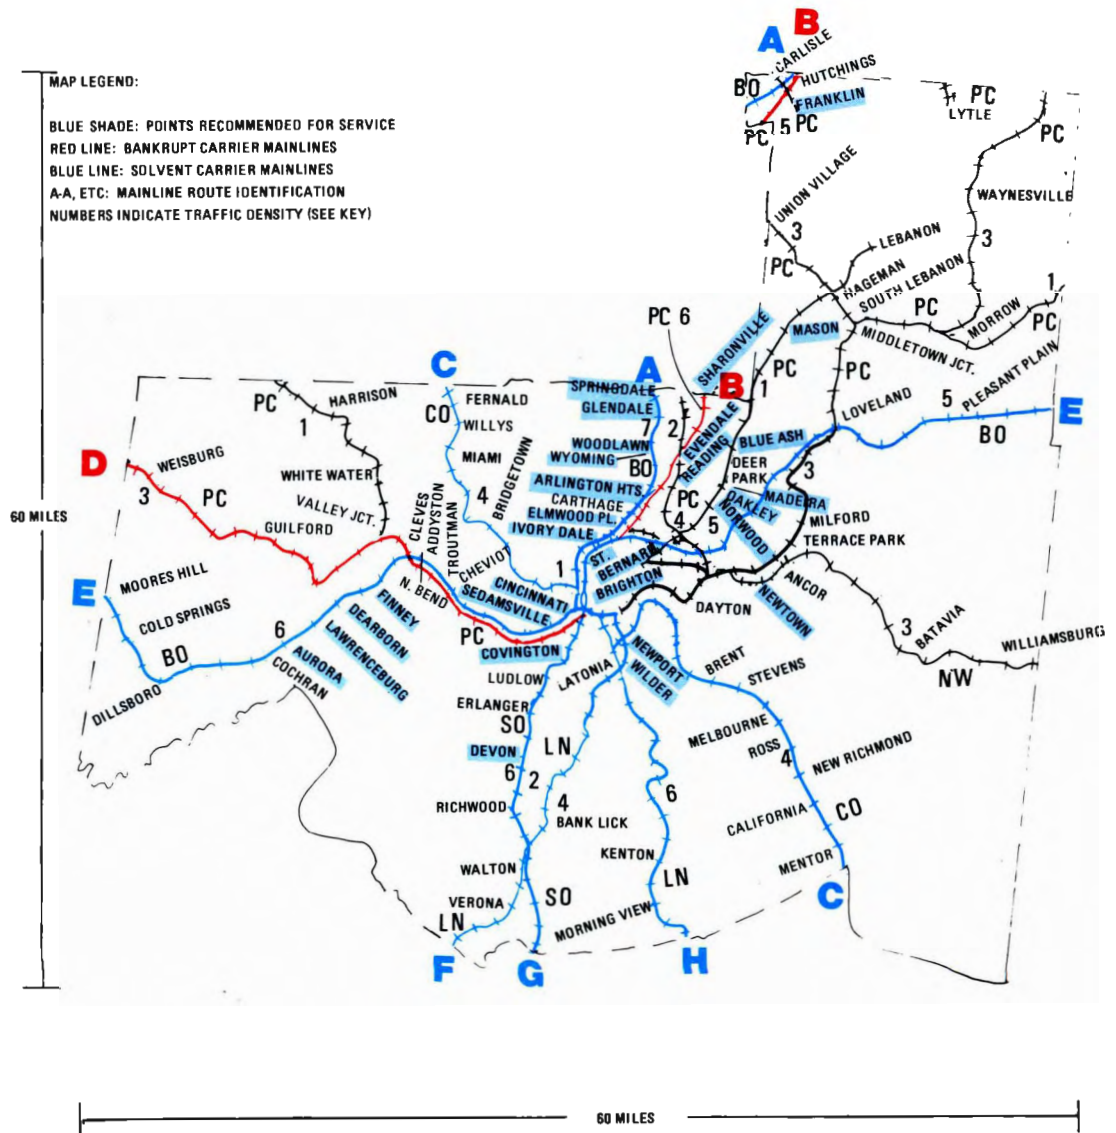 A
B
CARLISLE
BO
HUTCHINGS
FRANKLIN
PC
5
PC
PC
LYTLE
PC
MAP LEGEND:
BLUE SHADE: POINTS RECOMMENDED FOR SERVICE
RED LINE: BANKRUPT CARRIER MAINLINES
BLUE LINE: SOLVENT CARRIER MAINLINES
A-A, ETC: MAINLINE ROUTE IDENTIFICATION
NUMBERS INDICATE TRAFFIC DENSITY (SEE KEY)
UNION VILLAGE
3
PC
WAYNESVILLE
3
LEBANON
HAGEMAN
SOUTH LEBANON
PC
MORROW
1
PC
MASON
MIDDLETOWN JCT.
PC
PC
1
PLEASANT PLAIN
5
LOVELAND
BO
E
PC 6
SHARONVILLE
C
A
B
PC
HARRISON
1
CO
FERNALD
WILLYS
MIAMI
4
BRIDGETOWN
SPRINGDALE
GLENDALE
7
2
WOODLAWN
WYOMING
BO
EVENDALE
READING
BLUE ASH
DEER
PARK
3
ARLINGTON HTS.
CARTHAGE
ELMWOOD PL.
IVORY DALE
PC
4
5
OAKLEY
MADEIRA
NORWOOD
MILFORD
TERRACE PARK
D
WEISBURG
3
PC
WHITE WATER
VALLEY JCT.
GUILFORD
CLEVES
ADDYSTON
TROUTMAN
CHEVIOT
1
ST.
BERNARD
BRIGHTON
CINCINNATI
SEDAMSVILLE
N. BEND
PC
60 MILES
DAYTON
ANCOR
NEWTOWN
3
BATAVIA
WILLIAMSBURG
NW
E
MOORES HILL
COLD SPRINGS
BO
6
DILLSBORO
FINNEY
DEARBORN
LAWRENCEBURG
AURORA
COCHRAN
COVINGTON
LUDLOW
LATONIA
NEWPORT
WILDER
BRENT
STEVENS
ERLANGER
SO
DEVON
6
2
LN
4
RICHWOOD
BANK LICK
MELBOURNE
ROSS
4
NEW RICHMOND
6
CALIFORNIA
CO
KENTON
MENTOR
WALTON
VERONA
LN
SO
LN
MORNING VIEW
C
F
G
H
60 MILES